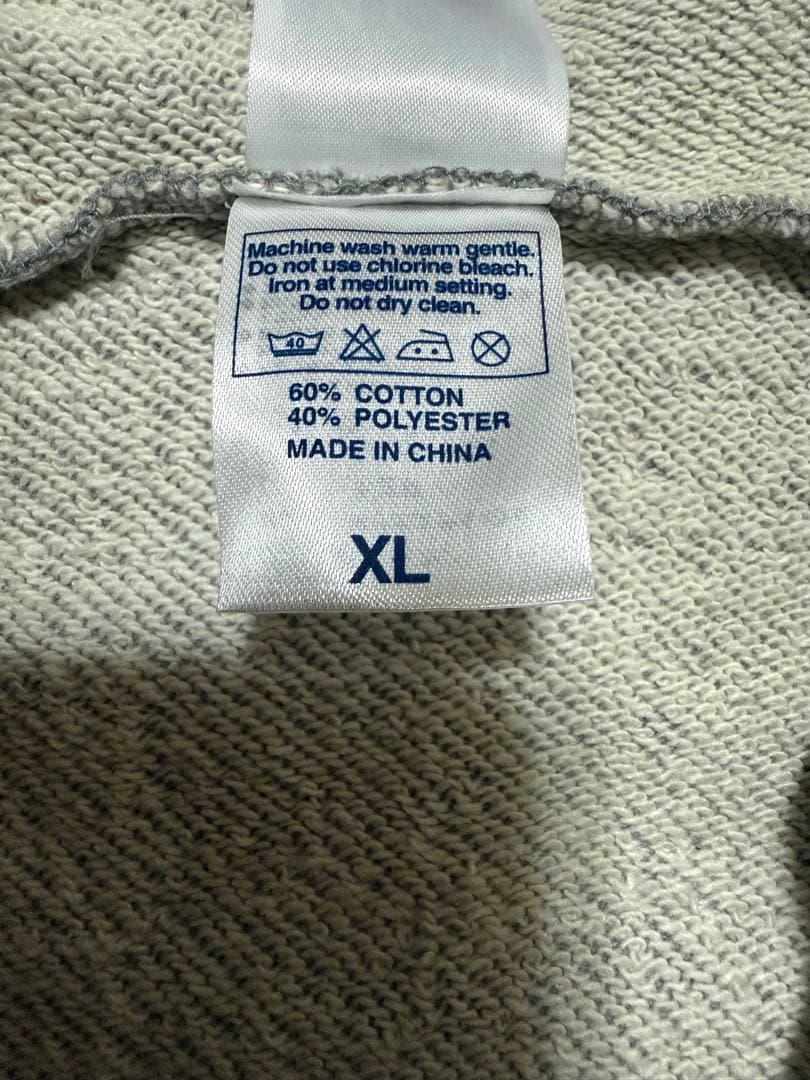 Machine wash warm gentle.
Do not use chlorine bleach.
Iron at medium setting.
Do not dry clean.
40
60% COTTON
40% POLYESTER
MADE IN CHINA
XL